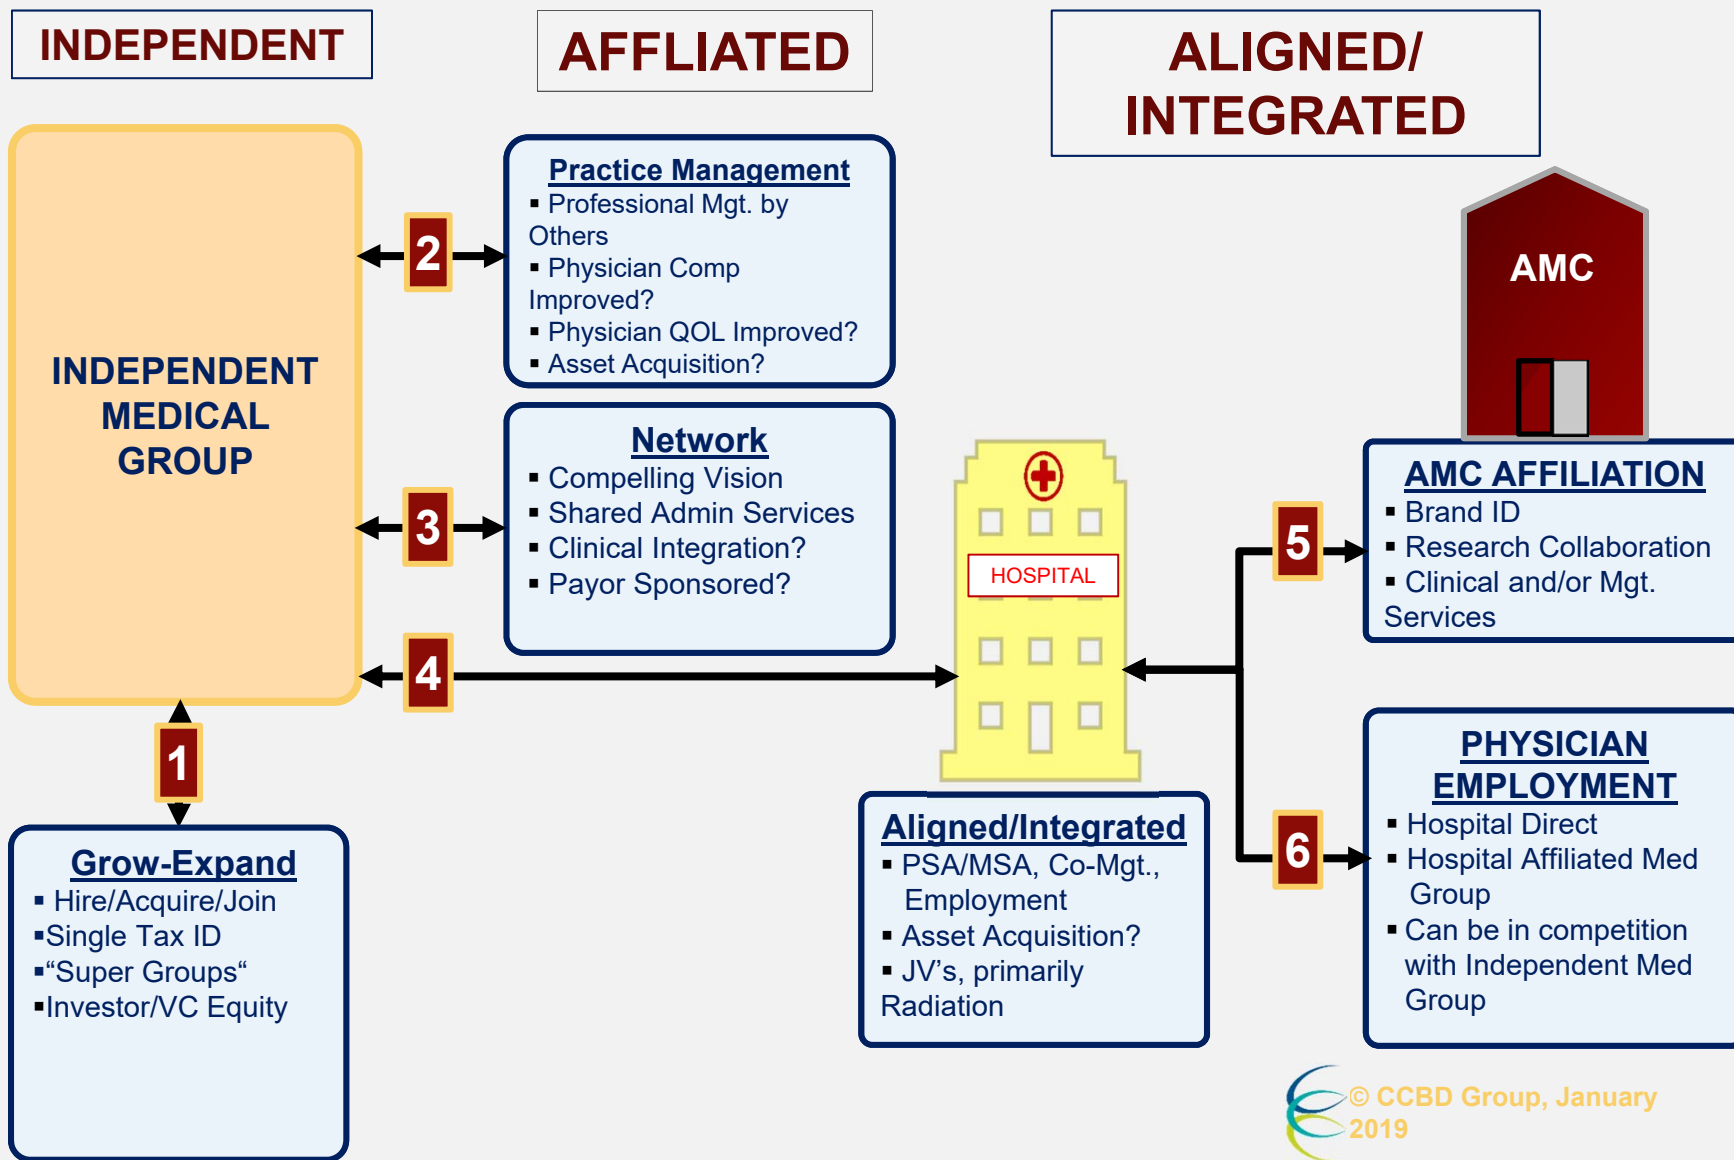 INDEPENDENT
AFFLIATED
ALIGNED/
INTEGRATED
INDEPENDENT
MEDICAL
GROUP
2
Practice Management
▪ Professional Mgt. by
Others
▪ Physician Comp
Improved?
▪ Physician QOL Improved?
▪ Asset Acquisition?
3
Network
▪ Compelling Vision
▪ Shared Admin Services
▪ Clinical Integration?
▪ Payor Sponsored?
4
1
Grow-Expand
▪ Hire/Acquire/Join
▪Single Tax ID
▪“Super Groups“
▪Investor/VC Equity
HOSPITAL
Aligned/Integrated
▪ PSA/MSA, Co-Mgt.,
Employment
▪ Asset Acquisition?
▪ JV’s, primarily
Radiation
AMC
5
AMC AFFILIATION
▪ Brand ID
▪ Research Collaboration
▪ Clinical and/or Mgt.
Services
6
PHYSICIAN
EMPLOYMENT
▪ Hospital Direct
▪ Hospital Affiliated Med
Group
▪ Can be in competition
with Independent Med
Group
© CCBD Group, January
2019